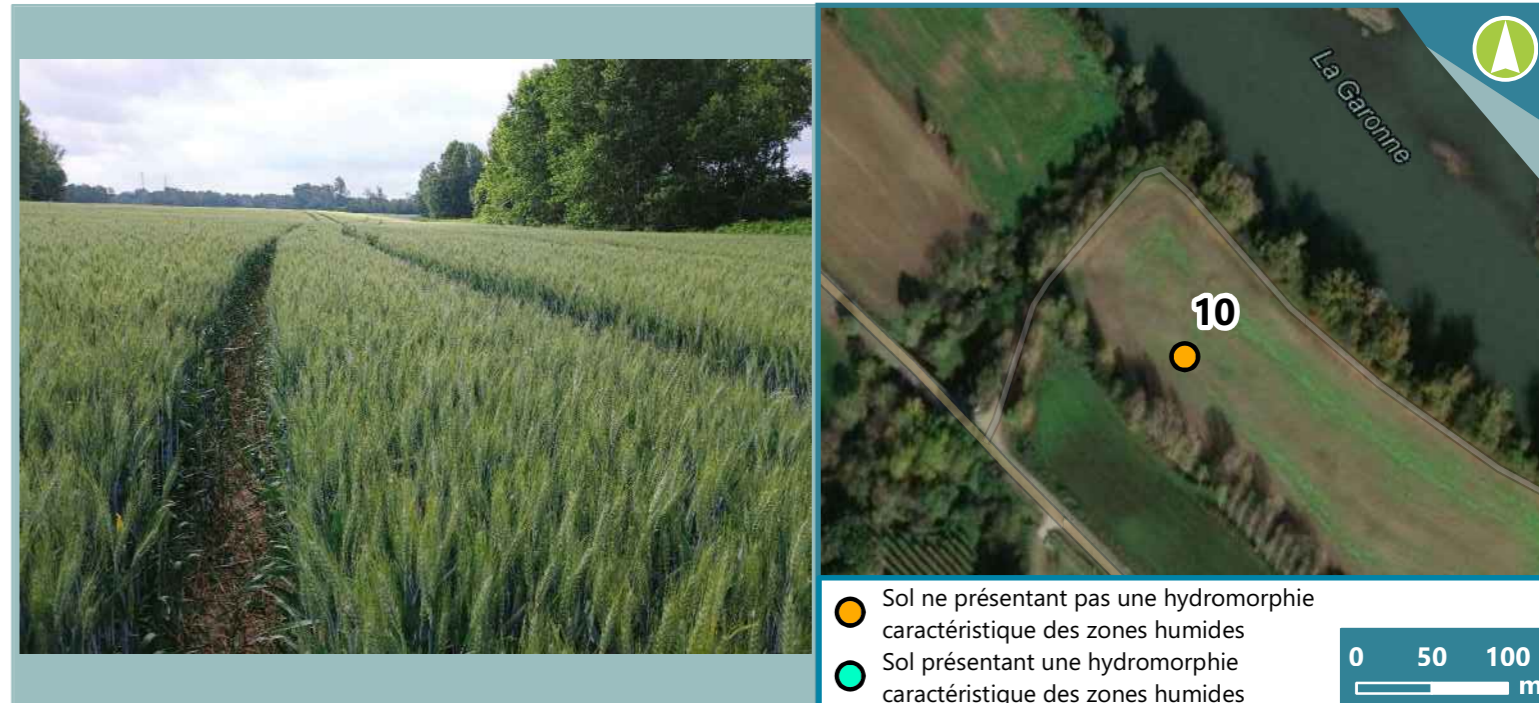 La Garonne
10
Sol ne présentant pas une hydromorphie
caractéristique des zones humides
Sol présentant une hydromorphie
caractéristique des zones humides
0 50 100
m